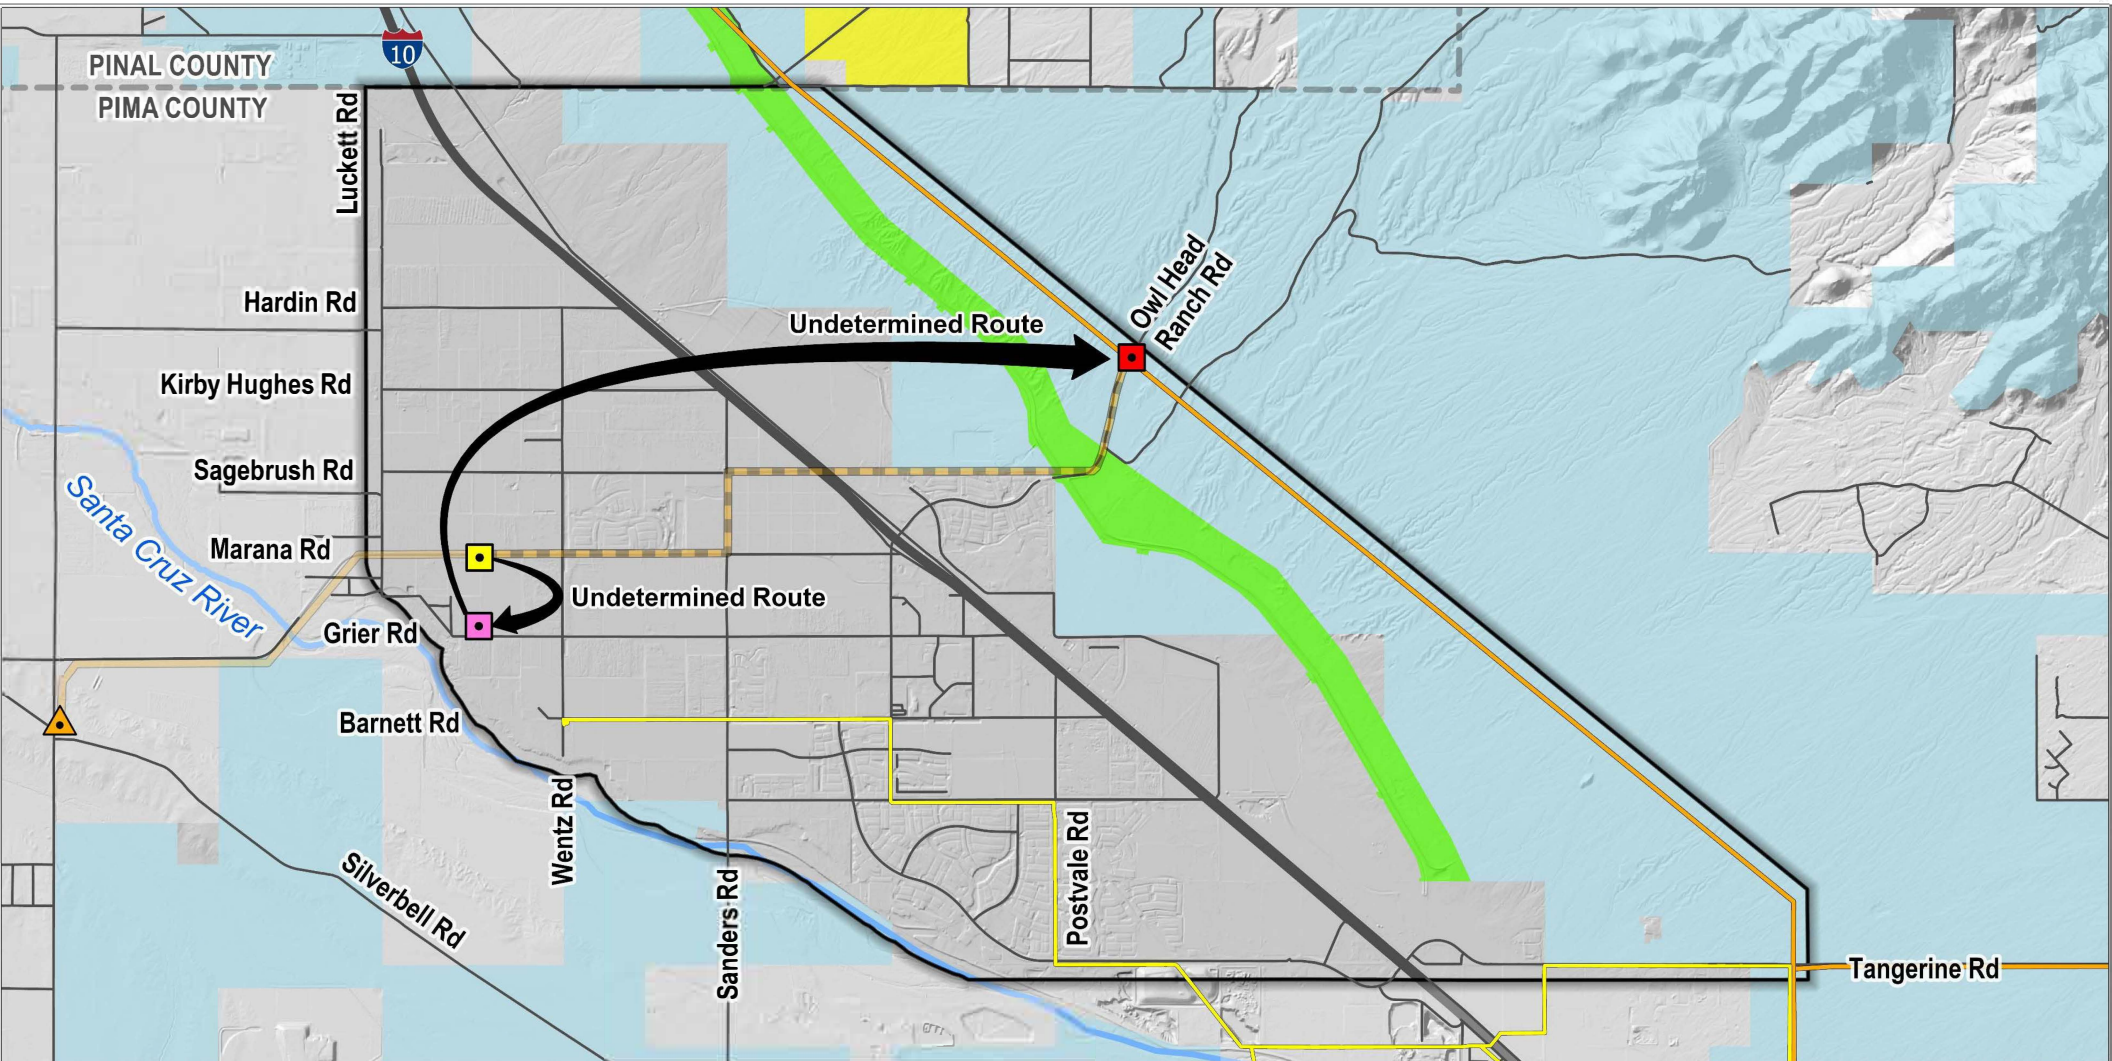 10
PINAL COUNTY
PIMA COUNTY
Luckett Rd
Hardin Rd
Undetermined Route
Owl Head
Ranch Rd
Kirby Hughes Rd
Sagebrush Rd
Santa Cruz River
Marana Rd
Undetermined Route
Grier Rd
Barnett Rd
Wentz Rd
Silverbell Rd
Sanders Rd
Postvale Rd
Tangerine Rd